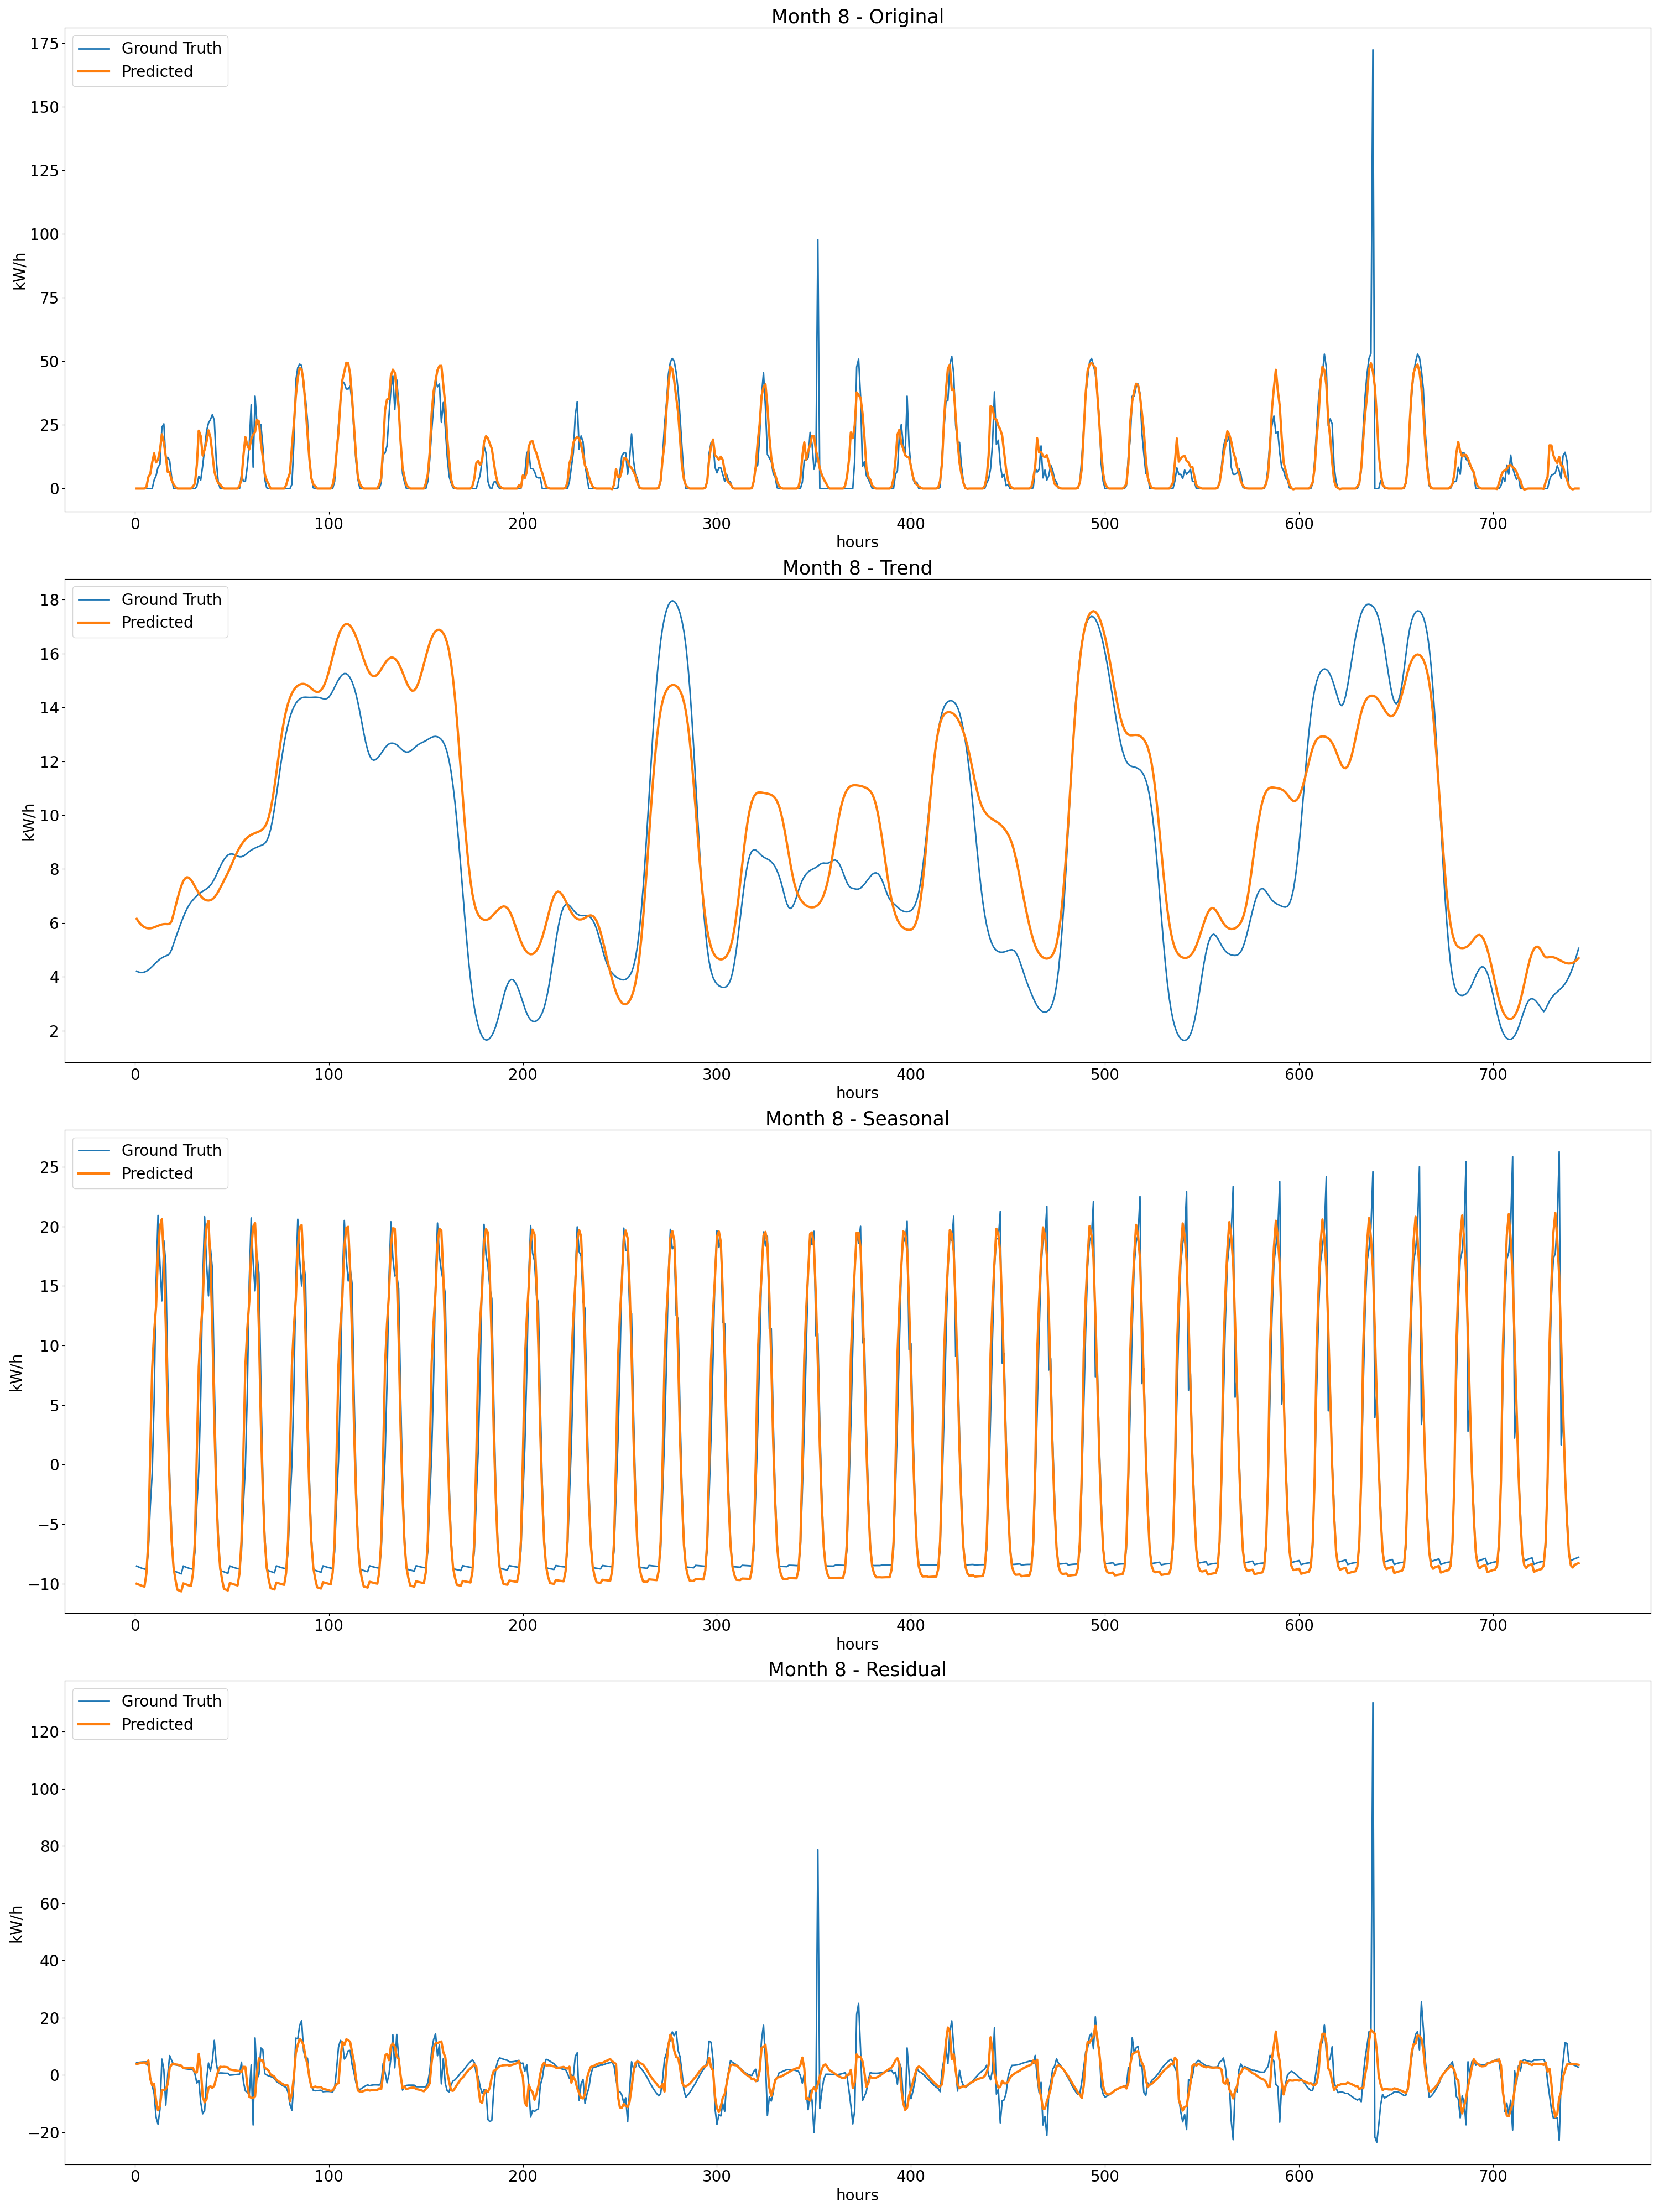 Month 8 - Original
Ground Truth
Predicted
175
150
125
100
75
50
25
0
kW/h
0 100 200 300 400 500 600 700
hours
Month 8 - Trend
Ground Truth
Predicted
18
16
14
12
10
8
6
4
2
kW/h
0 100 200 300 400 500 600 700
hours
Month 8 - Seasonal
Ground Truth
Predicted
25
20
15
10
5
0
−5
−10
kW/h
0 100 200 300 400 500 600 700
hours
Month 8 - Residual
Ground Truth
Predicted
120
100
80
60
40
20
0
−20
kW/h
0 100 200 300 400 500 600 700
hours